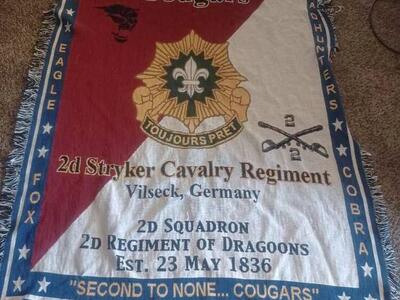 Cougars
EAGLE
HUNTERS
TOUJOURS PRET
2
2
2d Stryker Cavalry Regiment
Vilseck, Germany
FOX
COBRA
2D SQUADRON
2D REGIMENT OF DRAGOONS
EST. 23 MAY 1836
"SECOND TO NONE... COUGARS"